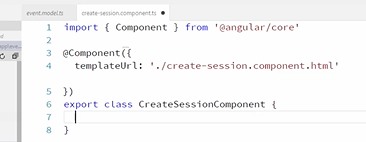 event.model.ts create-session.component.ts
1 import { Component } from '@angular/core'
2
3 @Component({
4 templateUrl: './create-session.component.html'
5 })
6 export class CreateSessionComponent {
7
8 }